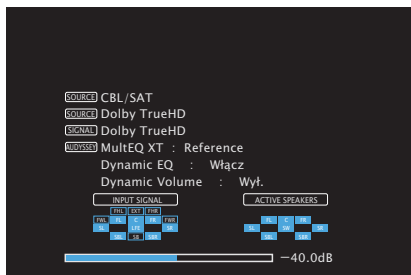 SOURCE CBL/SAT
SOURCE Dolby TrueHD
SIGNAL Dolby TrueHD
AUDYSSEY MultEQ XT : Reference
Dynamic EQ : Włącz
Dynamic Volume : Wył.
INPUT SIGNAL ACTIVE SPEAKERS
FHL EXT FHR
FWL FL C FR FWR FL C FR
SL LFE SR SL SW SR
SBL SB SBR SBL SBR
−40.0dB